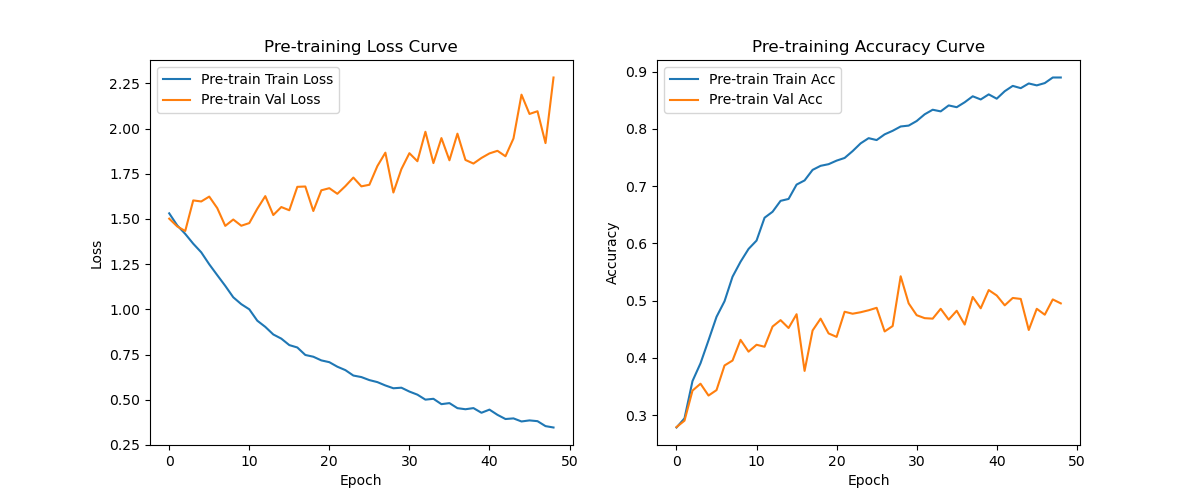 Pre-training Loss Curve
Pre-train Train Loss
Pre-train Val Loss
2.25
2.00
1.75
1.50
1.25
1.00
0.75
0.50
0.25
Loss
0 10 20 30 40 50
Epoch
Pre-training Accuracy Curve
Pre-train Train Acc
Pre-train Val Acc
0.9
0.8
0.7
0.6
0.5
0.4
0.3
Accuracy
0 10 20 30 40 50
Epoch